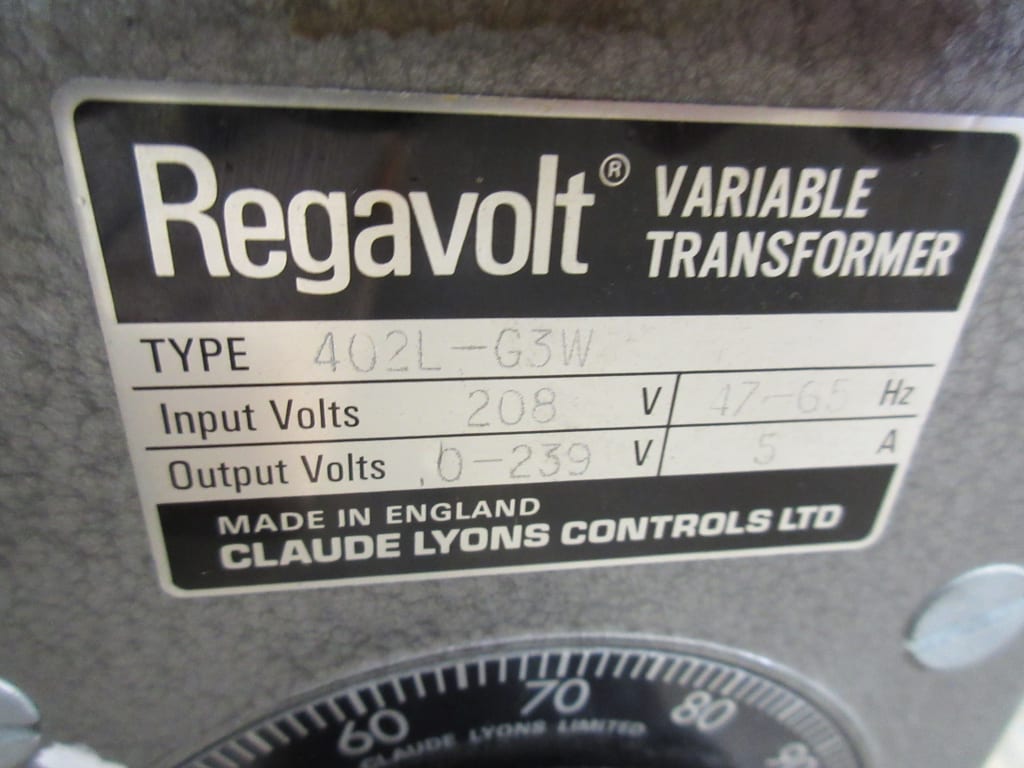 Regavolt® VARIABLE
TRANSFORMER
TYPE 402L-G3W
Input Volts 208 V 47-65 Hz
Output Volts 0-239 V 5 A
MADE IN ENGLAND
CLAUDE LYONS CONTROLS LTD
60 70 80
CLAUDE LYONS LIMITED